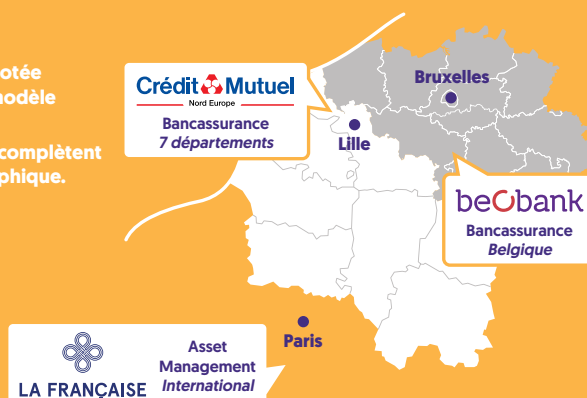 otée
modèle
complètent
phique.
Crédit Mutuel
Nord Europe
Bancassurance
7 départements
Bruxelles
Lille
beobank
Bancassurance
Belgique
Paris
LA FRANÇAISE
Asset
Management
International